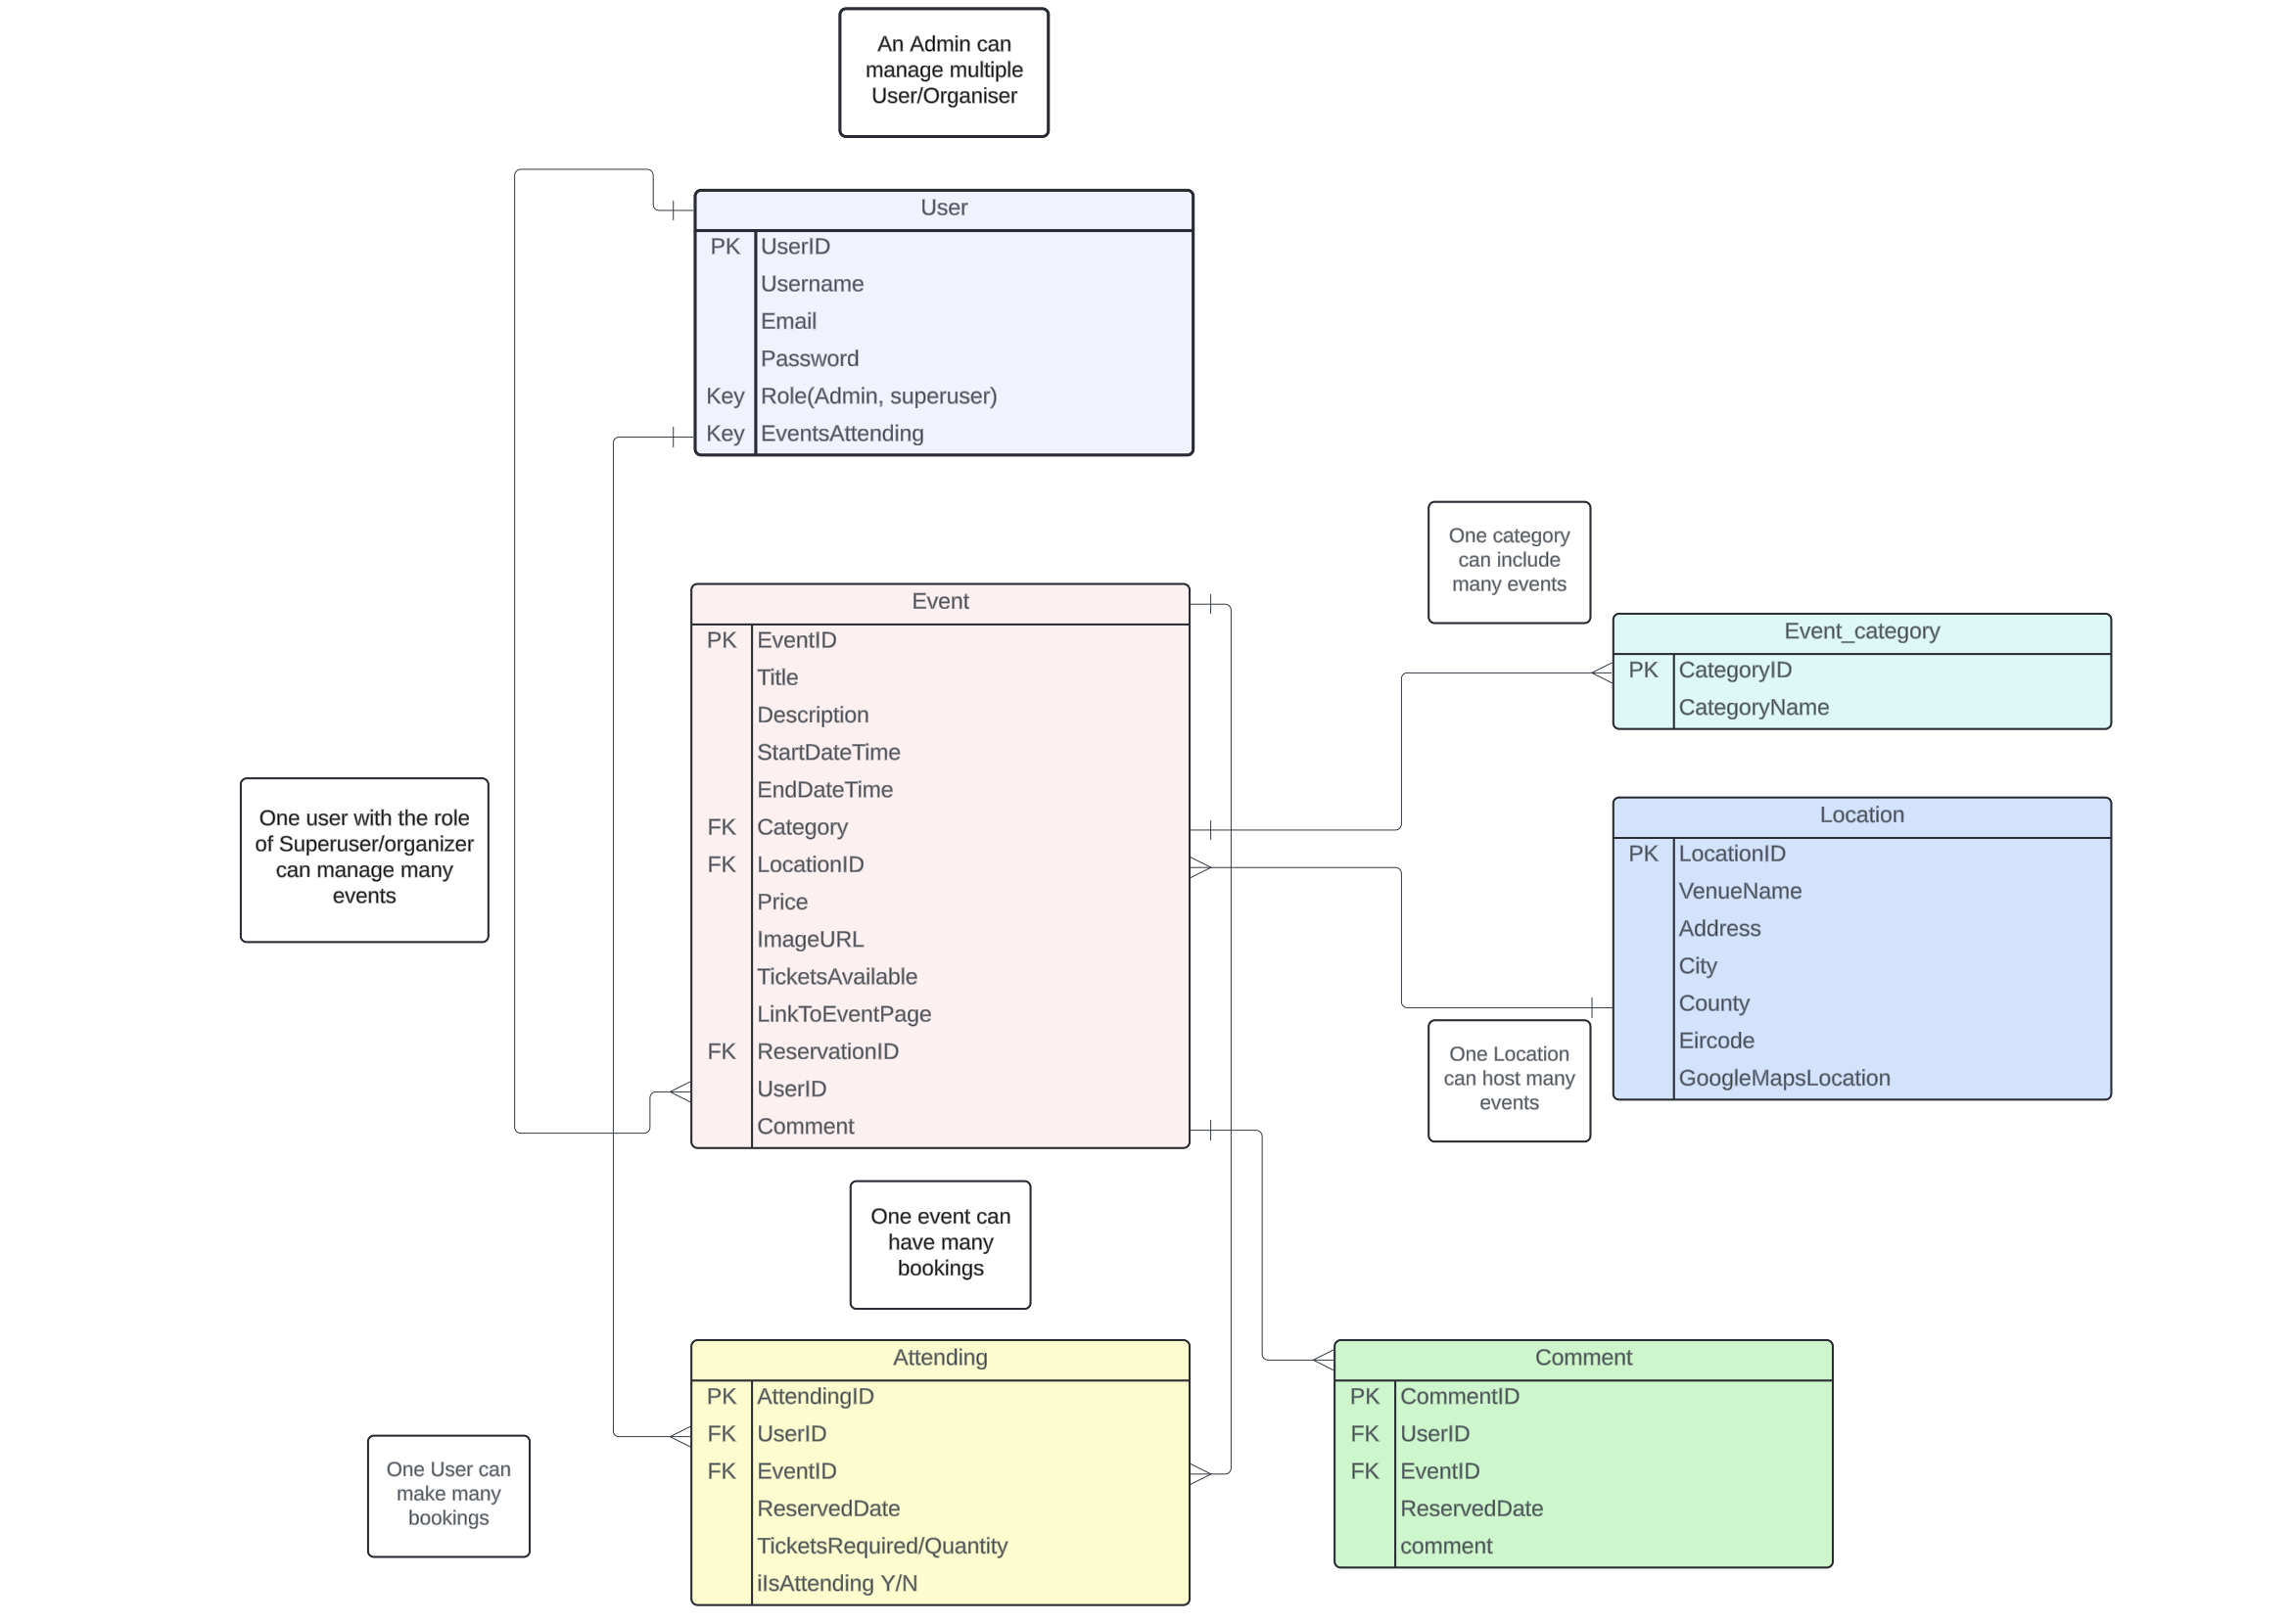 An Admin can
manage multiple
User/Organiser
User
PK UserID
Username
Email
Password
Key Role(Admin, superuser)
Key EventsAttending
One category
can include
many events
Event
PK EventID
Title
Description
StartDateTime
EndDateTime
FK Category
FK LocationID
Price
ImageURL
TicketsAvailable
LinkToEventPage
FK ReservationID
UserID
Comment
Event_category
PK CategoryID
CategoryName
One user with the role
of Superuser/organizer
can manage many
events
Location
PK LocationID
VenueName
Address
City
County
Eircode
GoogleMapsLocation
One Location
can host many
events
One event can
have many
bookings
Attending
PK AttendingID
FK UserID
FK EventID
ReservedDate
TicketsRequired/Quantity
iIsAttending Y/N
Comment
PK CommentID
FK UserID
FK EventID
ReservedDate
comment
One User can
make many
bookings